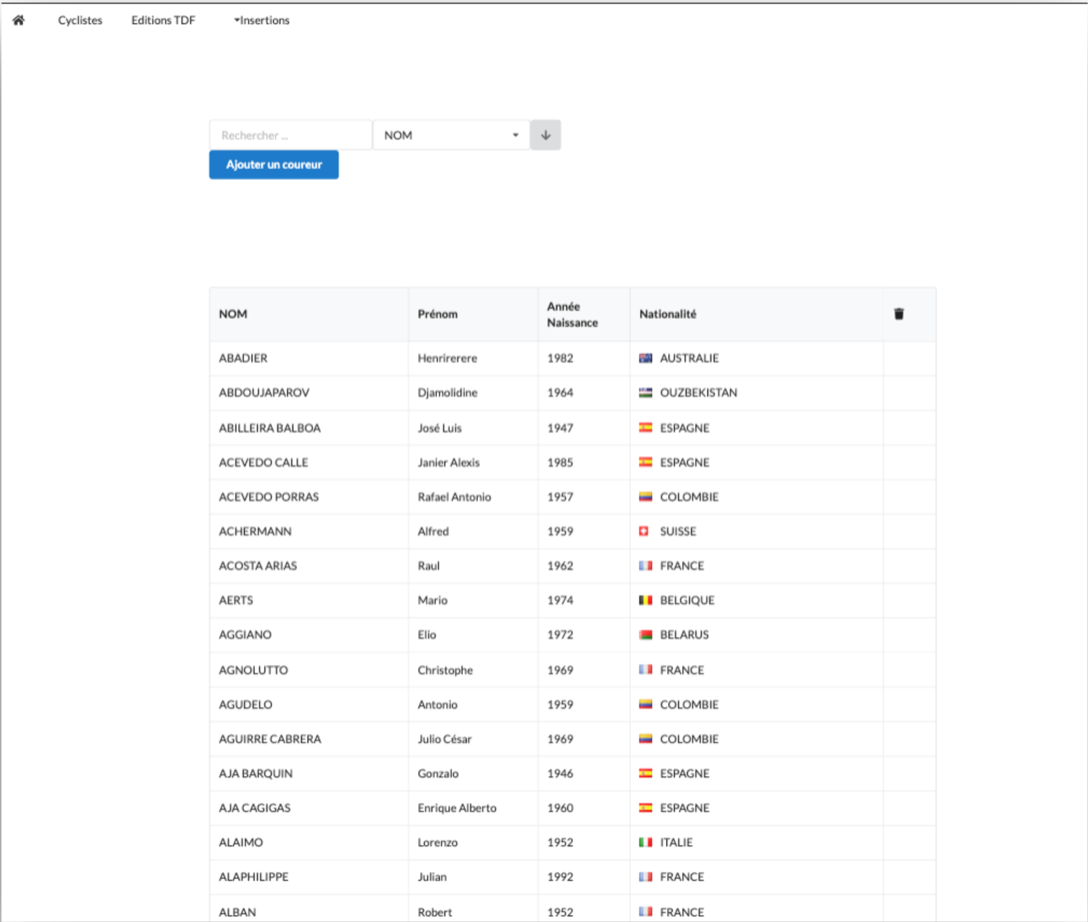 Cyclistes Editions TDF Insertions
Rechercher ... NOM
Ajouter un coureur
NOM Prénom Année Naissance Nationalité
ABADIER Henrirerere 1982 AUSTRALIE
ABDOUJAPAROV Djamolidine 1964 OUZBEKISTAN
ABILLEIRA BALBOA José Luis 1947 ESPAGNE
ACEVEDO CALLE Janier Alexis 1985 ESPAGNE
ACEVEDO PORRAS Rafael Antonio 1957 COLOMBIE
ACHERMANN Alfred 1959 SUISSE
ACOSTA ARIAS Raul 1962 FRANCE
AERTS Mario 1974 BELGIQUE
AGGIANO Elio 1972 BELARUS
AGNOLUTTO Christophe 1969 FRANCE
AGUDELO Antonio 1959 COLOMBIE
AGUIRRE CABRERA Julio César 1969 COLOMBIE
AJA BARQUIN Gonzalo 1946 ESPAGNE
AJA CAGIGAS Enrique Alberto 1960 ESPAGNE
ALAIMO Lorenzo 1952 ITALIE
ALAPHILIPPE Julian 1992 FRANCE
ALBAN Robert 1952 FRANCE